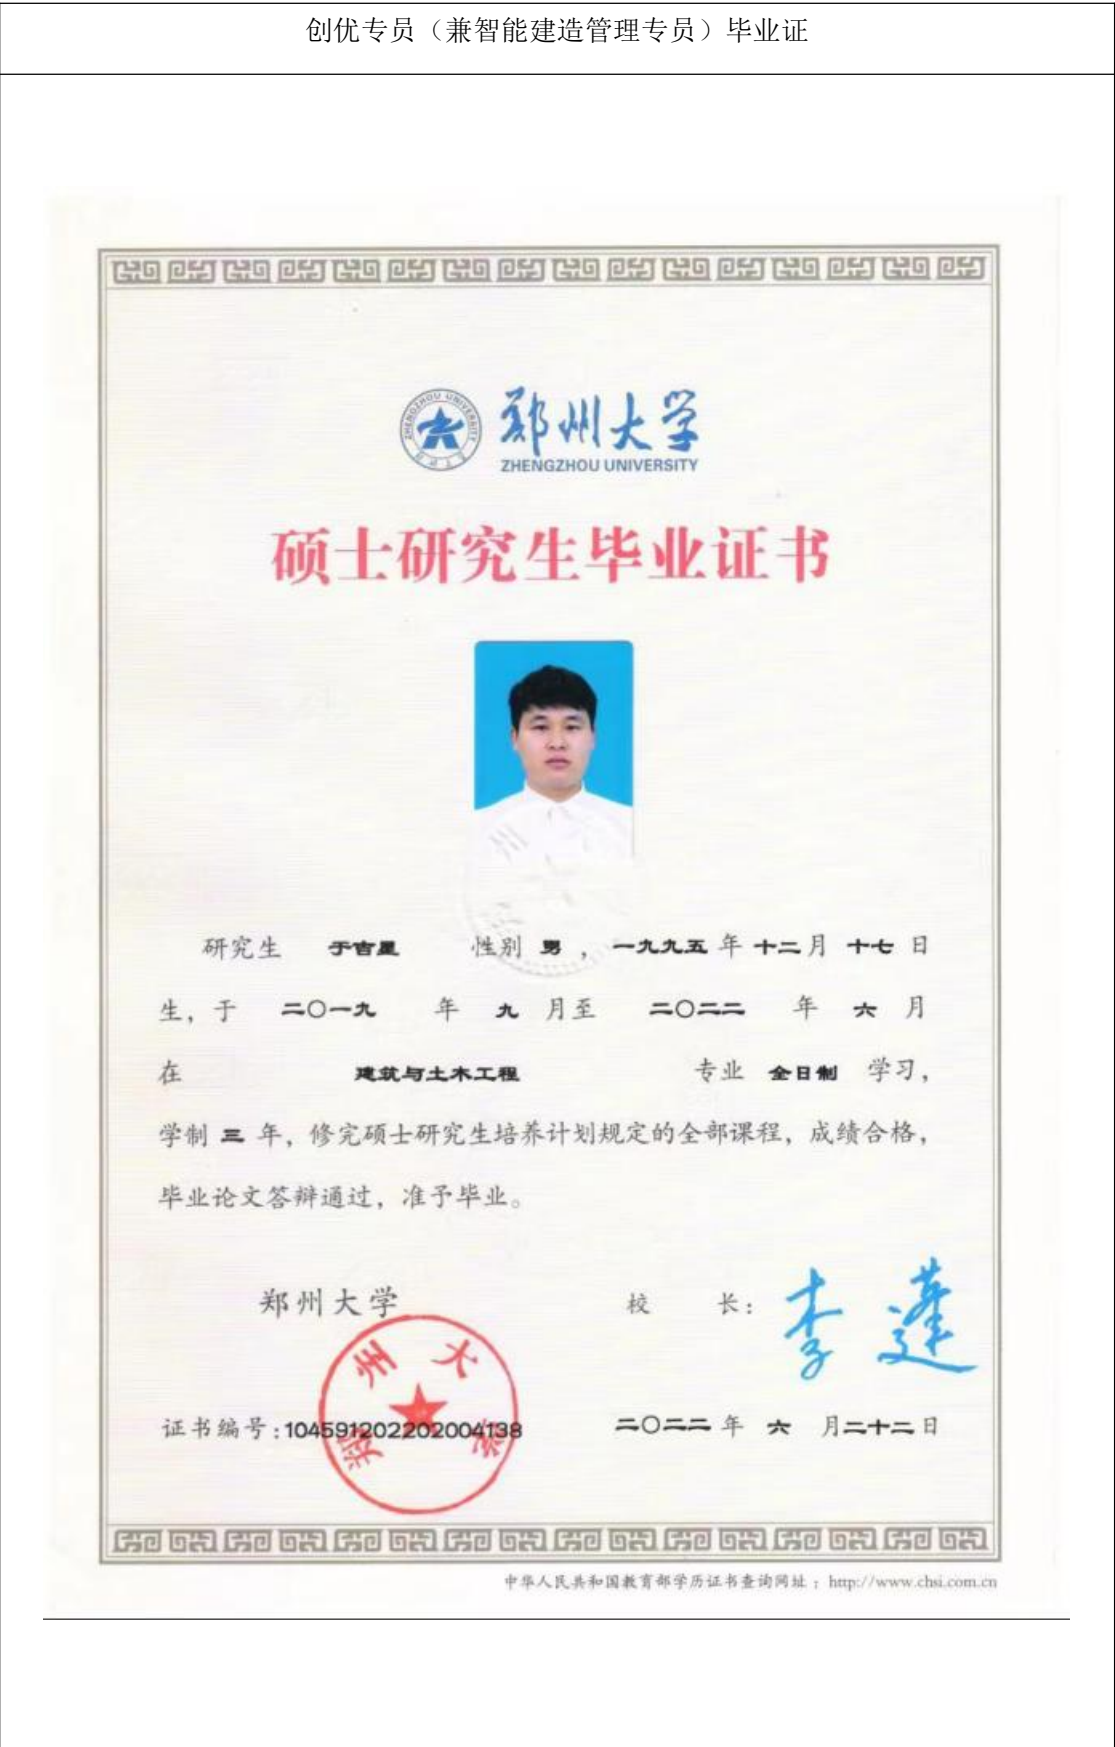 创优专员（兼智能建造管理专员）毕业证
郑州大学
ZHENGZHOU UNIVERSITY
硕士研究生毕业证书
研究生 于吉星 性别 男 ，一九九五 年 十二 月 十七 日
生，于 二〇一九 年 九 月至 二〇二二 年 六 月
在 建筑与土木工程 专业 全日制 学习，
学制 三 年，修完硕士研究生培养计划规定的全部课程，成绩合格，
毕业论文答辩通过，准予毕业。
郑州大学 校 长：李蓬
郑州大学
证书编号:104591202202004138 二〇二二 年 六 月二十二日
中华人民共和国教育部学历证书查询网址：http://www.chsi.com.cn